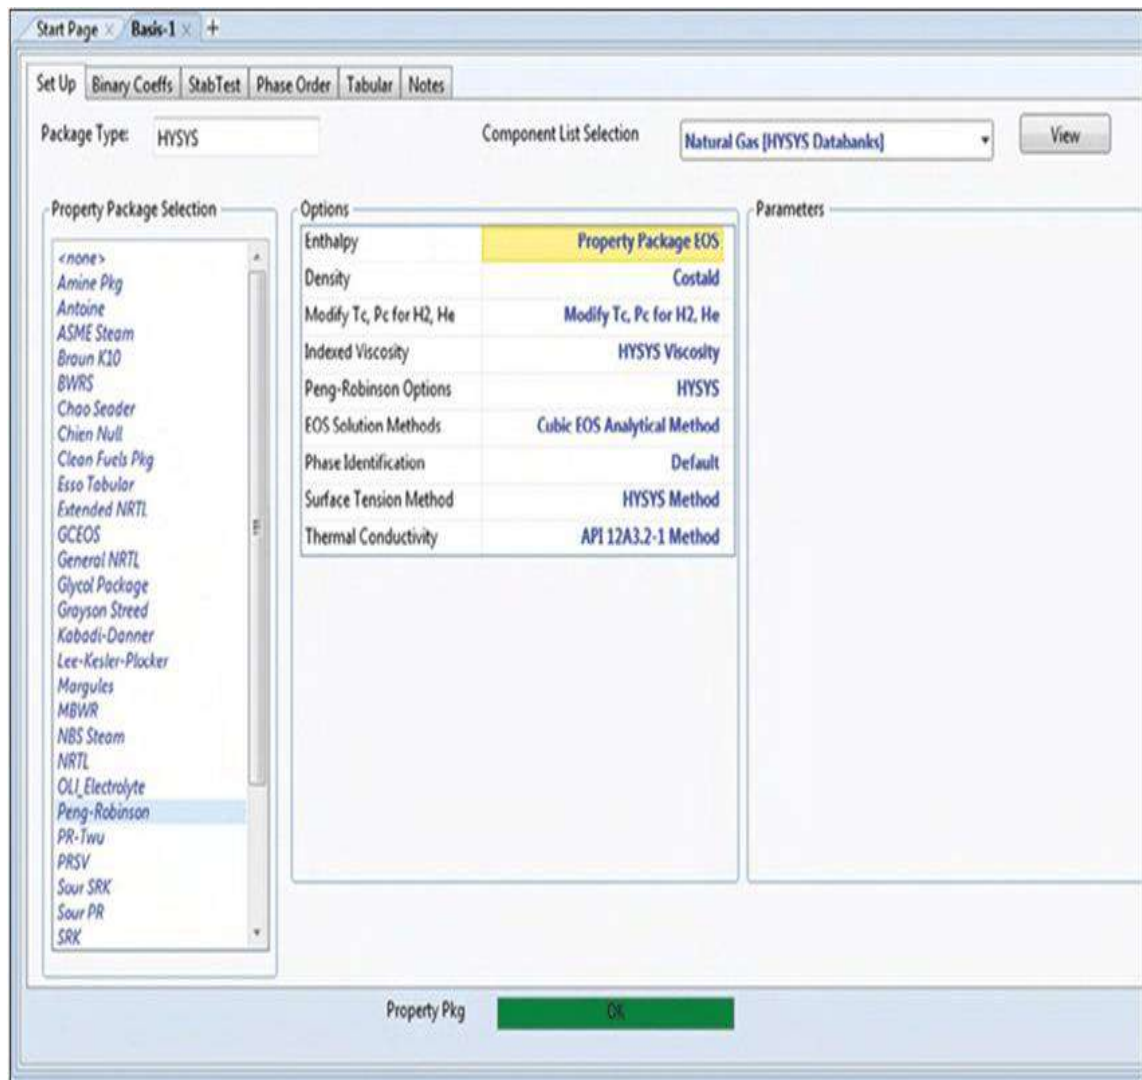 Start Page × Basis-1 × +
Set Up Binary Coeffs StabTest Phase Order Tabular Notes
Package Type: HYSYS Component List Selection Natural Gas [HYSYS Databanks] View
Property Package Selection
<none>
Amine Pkg
Antoine
ASME Steam
Braun K10
BWRS
Chao Seader
Chien Null
Clean Fuels Pkg
Esso Tabular
Extended NRTL
GCEOS
General NRTL
Glycol Package
Grayson Streed
Kabadi-Danner
Lee-Kesler-Plocker
Margules
MBWR
NBS Steam
NRTL
OLI_Electrolyte
Peng-Robinson
PR-Twu
PRSV
Sour SRK
Sour PR
SRK
Options
Enthalpy Property Package EOS
Density Costald
Modify Tc, Pc for H2, He Modify Tc, Pc for H2, He
Indexed Viscosity HYSYS Viscosity
Peng-Robinson Options HYSYS
EOS Solution Methods Cubic EOS Analytical Method
Phase Identification Default
Surface Tension Method HYSYS Method
Thermal Conductivity API 12A3.2-1 Method
Parameters
Property Pkg OK